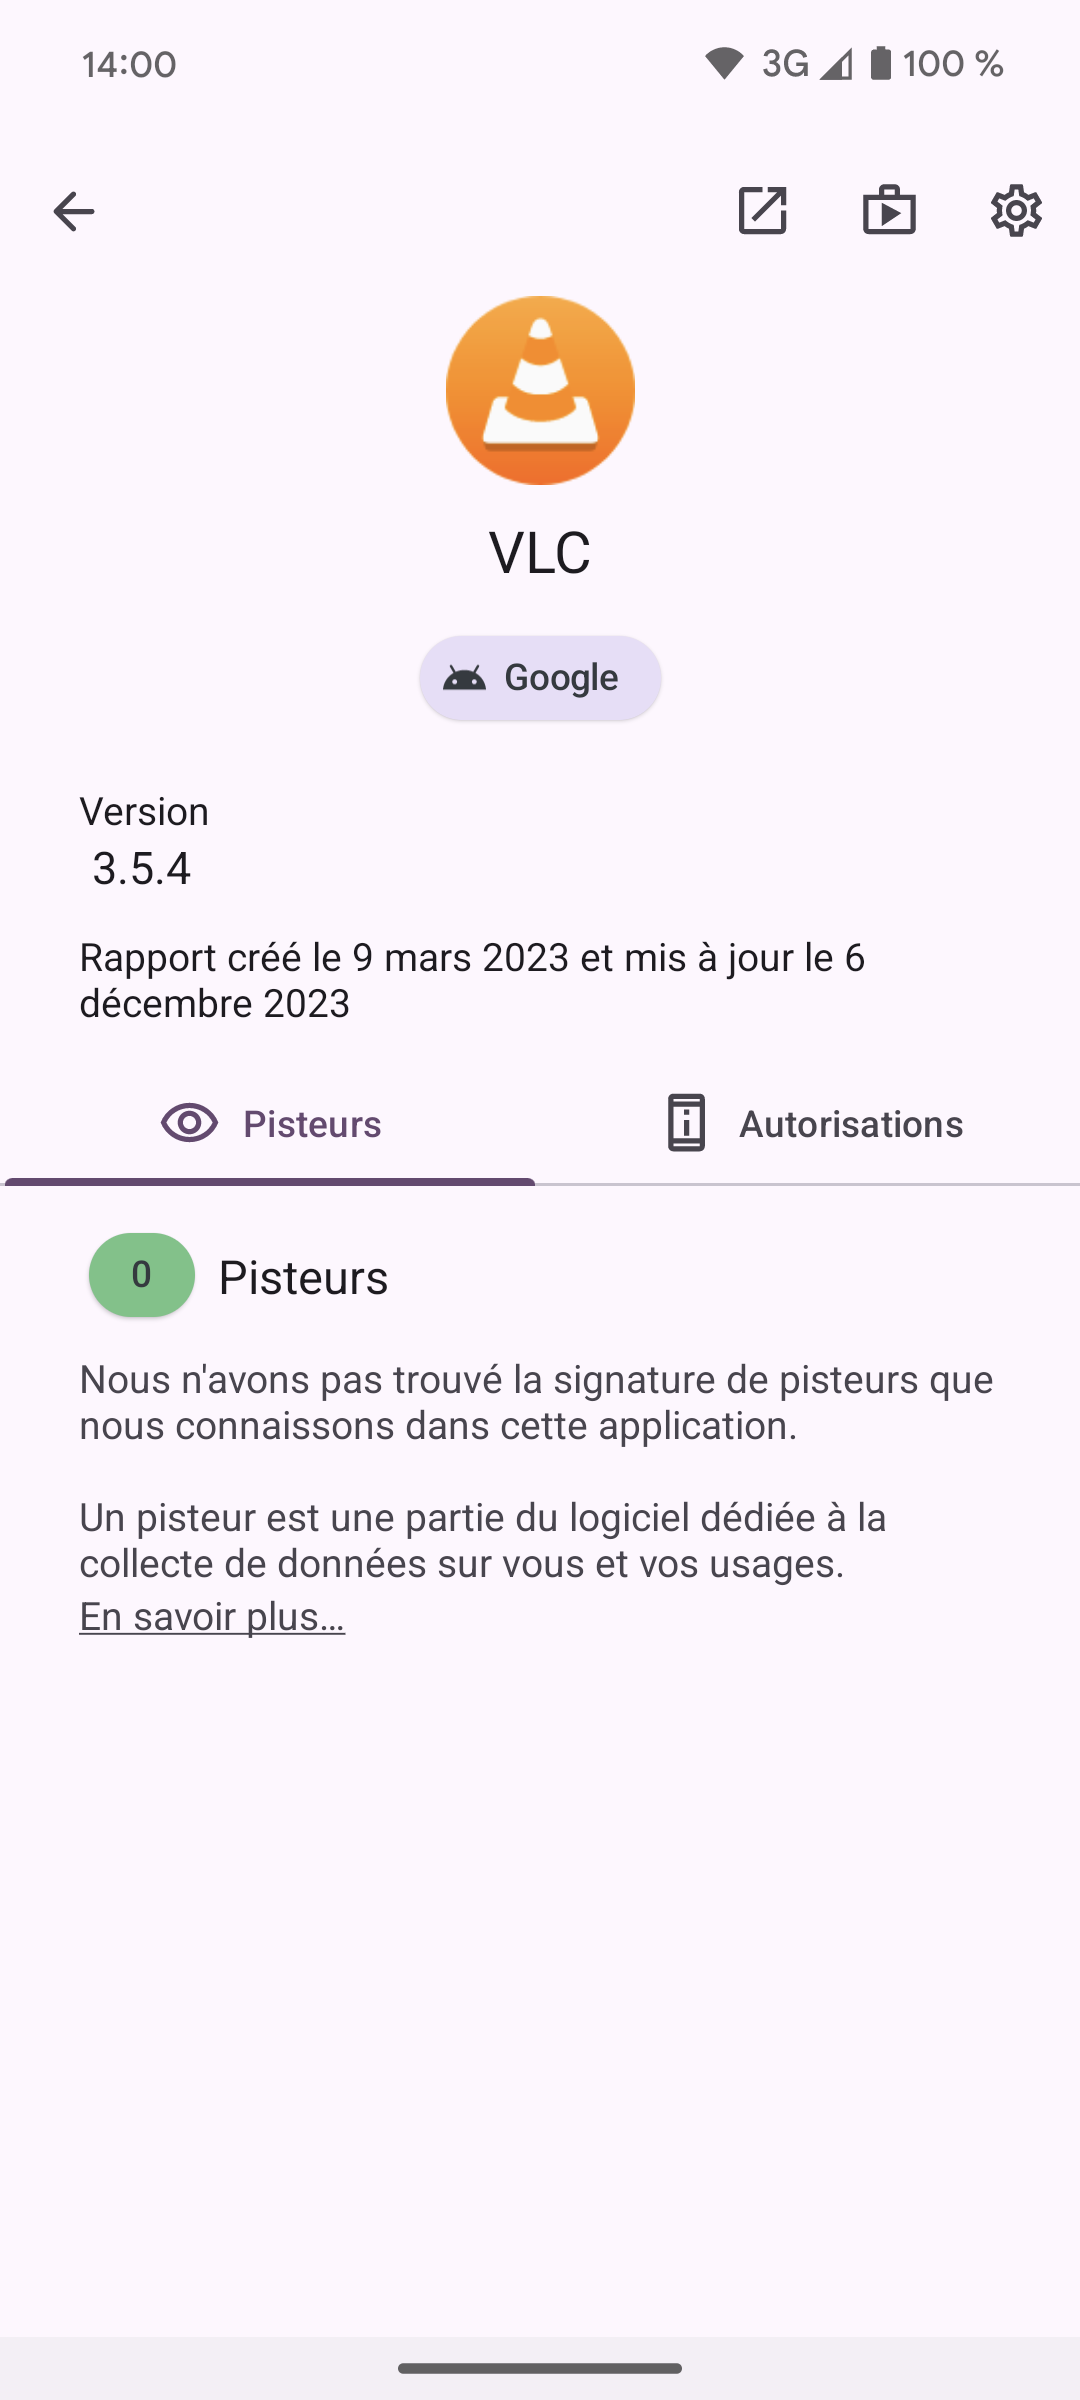 14:00
3G 100 %
VLC
Google
Version
3.5.4
Rapport créé le 9 mars 2023 et mis à jour le 6
décembre 2023
Pisteurs
Autorisations
0 Pisteurs
Nous n'avons pas trouvé la signature de pisteurs que
nous connaissons dans cette application.
Un pisteur est une partie du logiciel dédiée à la
collecte de données sur vous et vos usages.
En savoir plus...